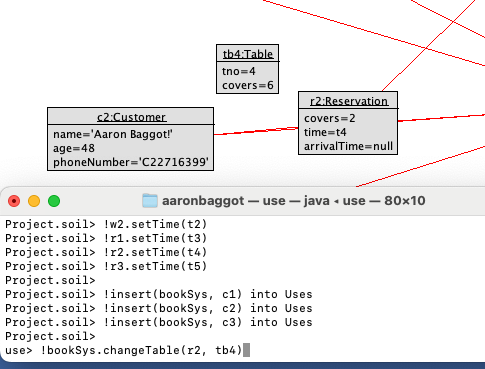 tb4:Table
tno=4
covers=6
r2:Reservation
covers=2
time=t4
arrivalTime=null
c2:Customer
name='Aaron Baggot!'
age=48
phoneNumber='C22716399'
aaronbaggot — use — java ◂ use — 80×10
Project.soil> !w2.setTime(t2)
Project.soil> !r1.setTime(t3)
Project.soil> !r2.setTime(t4)
Project.soil> !r3.setTime(t5)
Project.soil>
Project.soil> !insert(bookSys, c1) into Uses
Project.soil> !insert(bookSys, c2) into Uses
Project.soil> !insert(bookSys, c3) into Uses
Project.soil>
use> !bookSys.changeTable(r2, tb4)